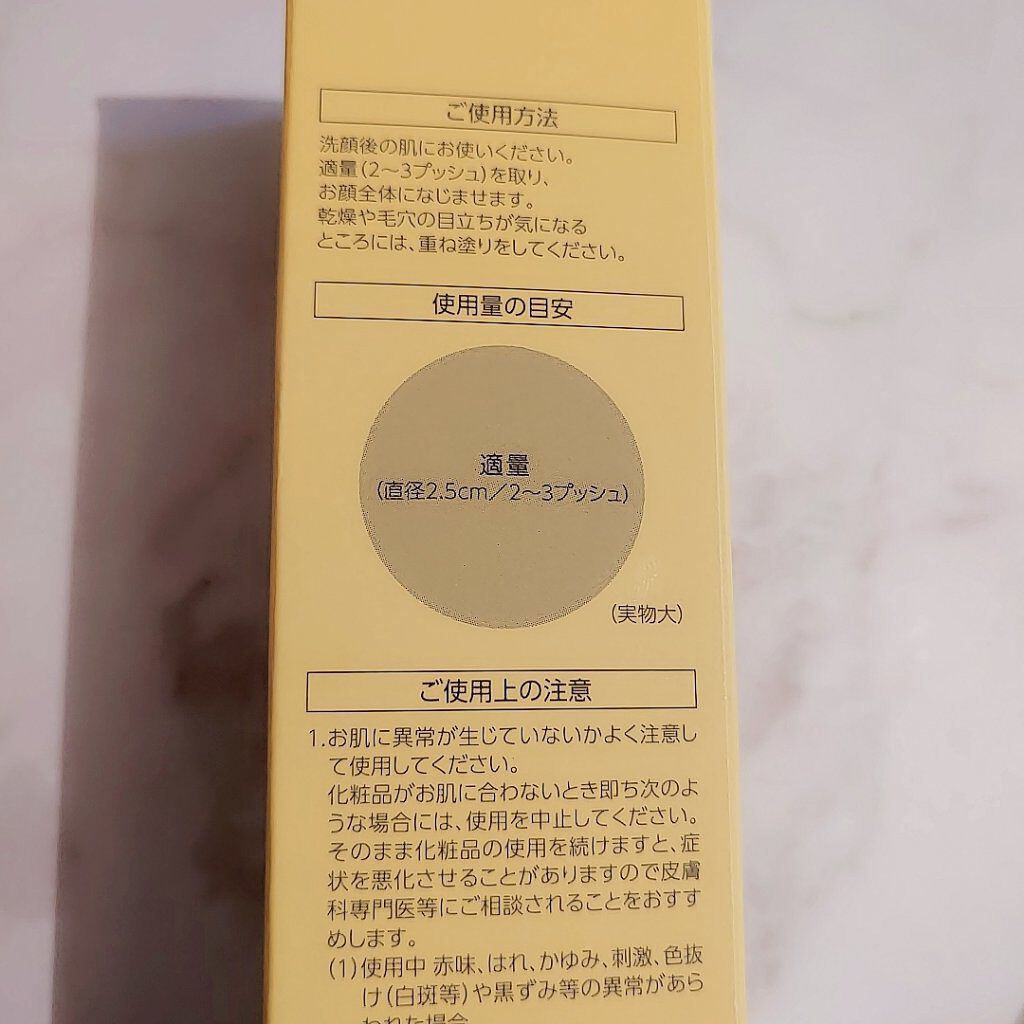 ご使用方法
洗顔後の肌にお使いください。
適量(2〜3プッシュ)を取り、
お顔全体になじませます。
乾燥や毛穴の目立ちが気になる
ところには、重ね塗りをしてください。
使用量の目安
適量
(直径2.5cm／2〜3プッシュ)
(実物大)
ご使用上の注意
1.お肌に異常が生じていないかよく注意し
て使用してください。
化粧品がお肌に合わないとき即ち次のよ
うな場合には、使用を中止してください。
そのまま化粧品の使用を続けますと、症
状を悪化させることがありますので皮膚
科専門医等にご相談されることをおすす
めします。
(1)使用中 赤味、はれ、かゆみ、刺激、色抜
け(白斑等)や黒ずみ等の異常があら
われた場合